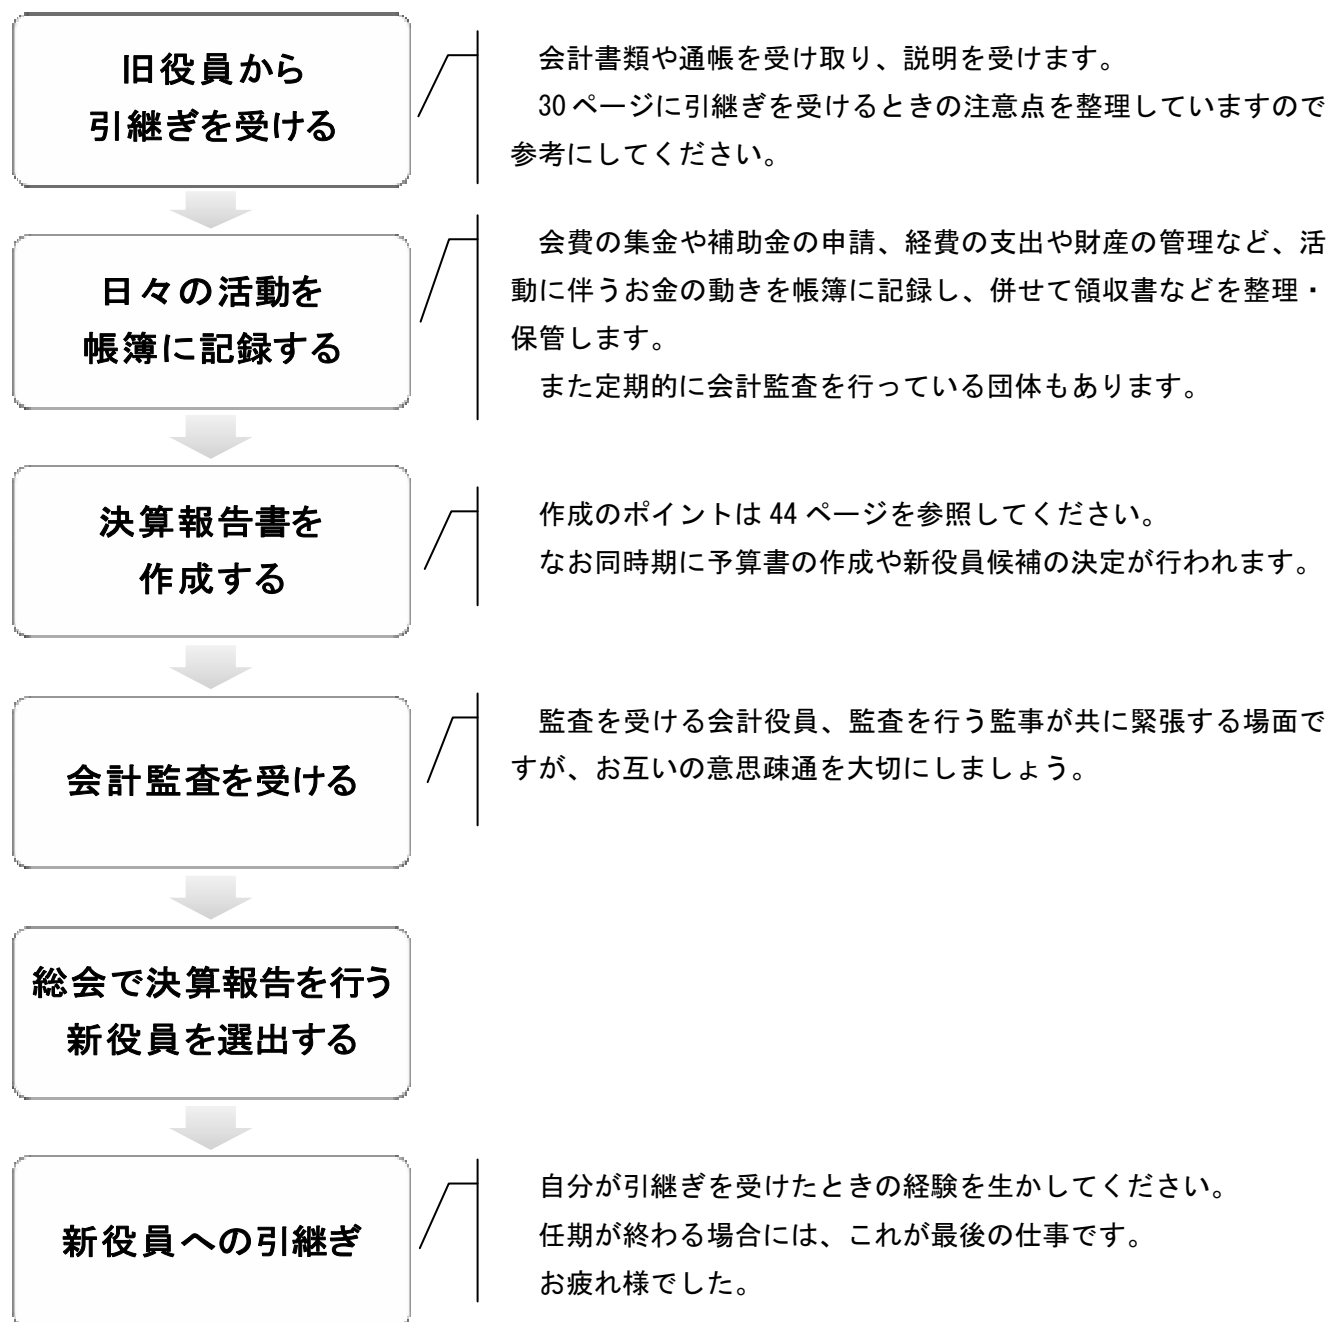 旧役員から
引継ぎを受ける
会計書類や通帳を受け取り、説明を受けます。
30ページに引継ぎを受けるときの注意点を整理していますので
参考にしてください。
日々の活動を
帳簿に記録する
会費の集金や補助金の申請、経費の支出や財産の管理など、活
動に伴うお金の動きを帳簿に記録し、併せて領収書などを整理・
保管します。
また定期的に会計監査を行っている団体もあります。
決算報告書を
作成する
作成のポイントは44ページを参照してください。
なお同時期に予算書の作成や新役員候補の決定が行われます。
会計監査を受ける
監査を受ける会計役員、監査を行う監事が共に緊張する場面で
すが、お互いの意思疎通を大切にしましょう。
総会で決算報告を行う
新役員を選出する
新役員への引継ぎ
自分が引継ぎを受けたときの経験を生かしてください。
任期が終わる場合には、これが最後の仕事です。
お疲れ様でした。